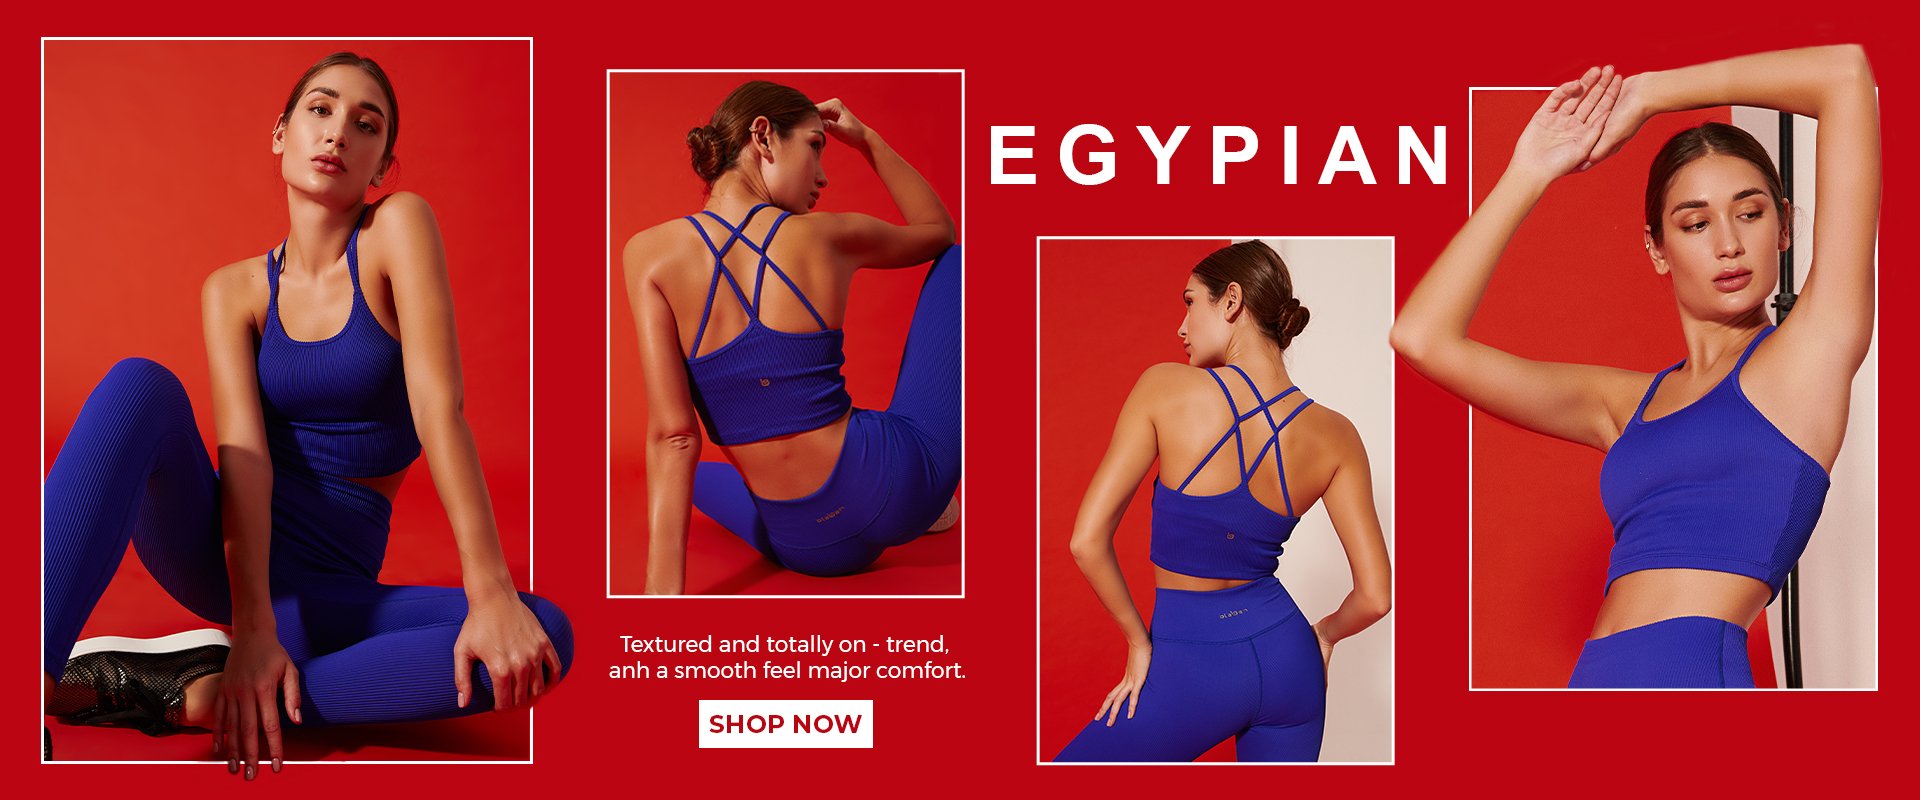 EGYPIAN
Textured and totally on - trend,
anh a smooth feel major comfort.
SHOP NOW